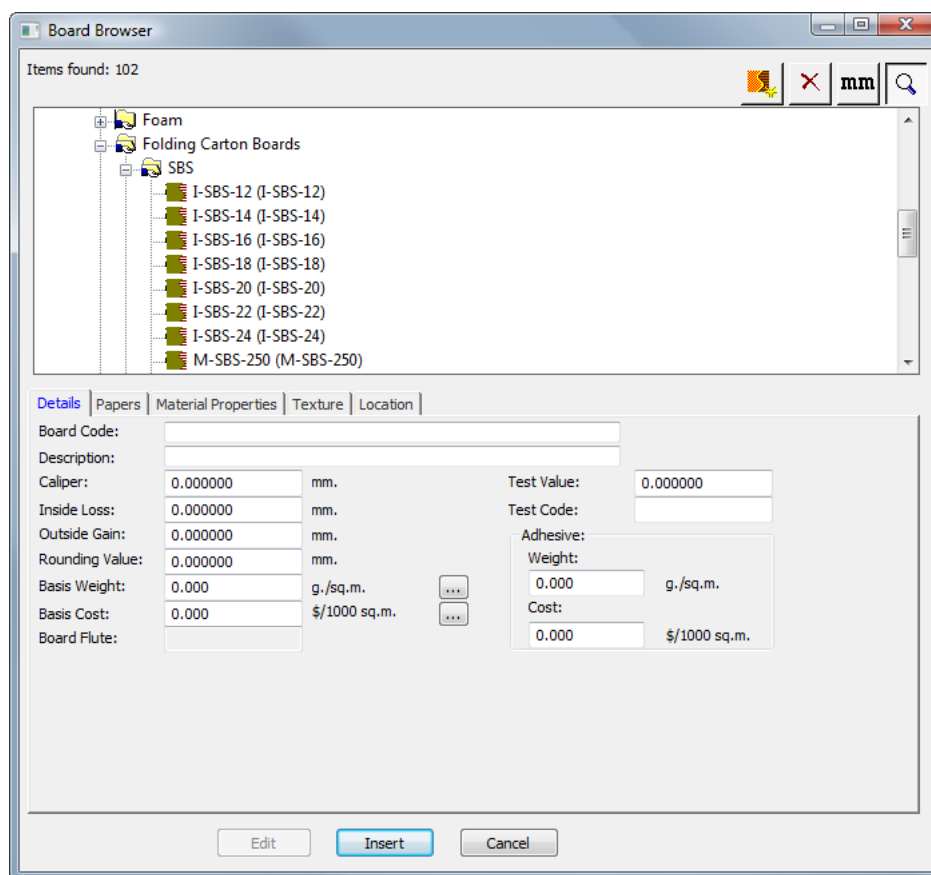 Board Browser
Items found: 102
mm
Foam
Folding Carton Boards
SBS
I-SBS-12 (I-SBS-12)
I-SBS-14 (I-SBS-14)
I-SBS-16 (I-SBS-16)
I-SBS-18 (I-SBS-18)
I-SBS-20 (I-SBS-20)
I-SBS-22 (I-SBS-22)
I-SBS-24 (I-SBS-24)
M-SBS-250 (M-SBS-250)
Details Papers Material Properties Texture Location
Board Code:
Description:
Caliper: 0.000000 mm. Test Value: 0.000000
Inside Loss: 0.000000 mm. Test Code:
Outside Gain: 0.000000 mm. Adhesive:
Rounding Value: 0.000000 mm. Weight:
Basis Weight: 0.000 g./sq.m. ... 0.000 g./sq.m.
Basis Cost: 0.000 $/1000 sq.m. ... Cost:
Board Flute: 0.000 $/1000 sq.m.
Edit Insert Cancel